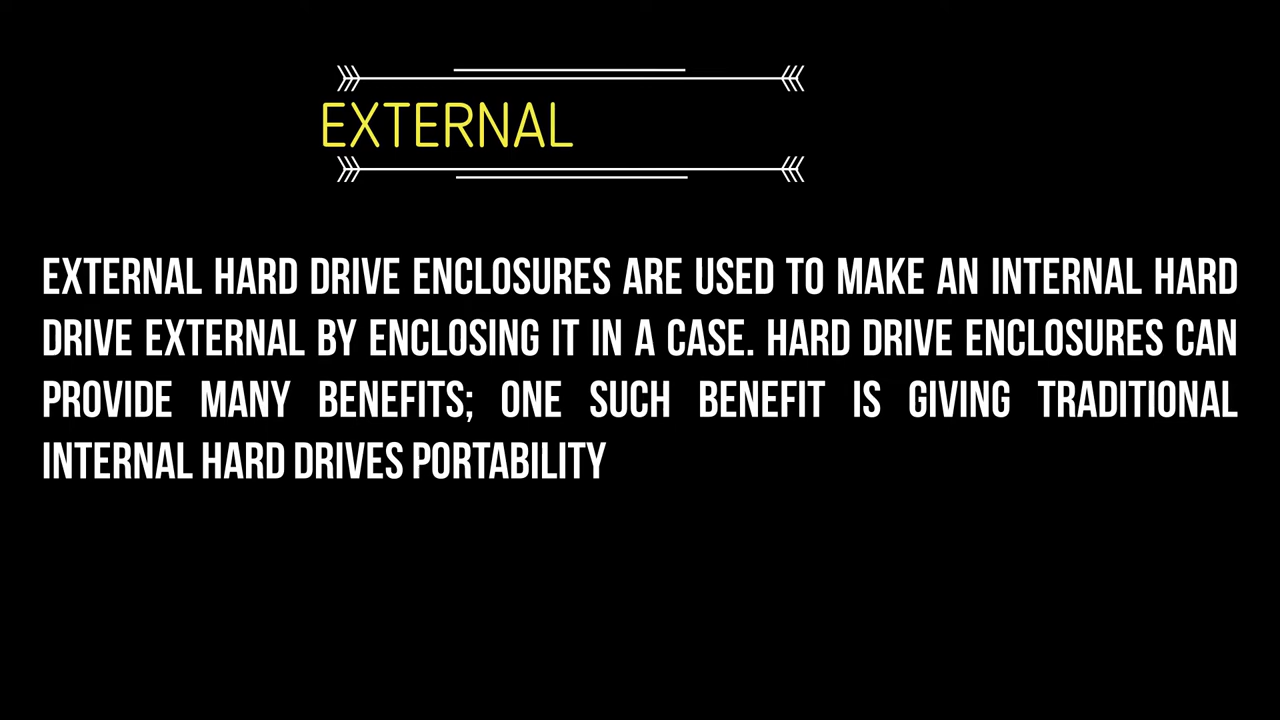 EXTERNAL
EXTERNAL HARD DRIVE ENCLOSURES ARE USED TO MAKE AN INTERNAL HARD
DRIVE EXTERNAL BY ENCLOSING IT IN A CASE. HARD DRIVE ENCLOSURES CAN
PROVIDE MANY BENEFITS; ONE SUCH BENEFIT IS GIVING TRADITIONAL
INTERNAL HARD DRIVES PORTABILITY